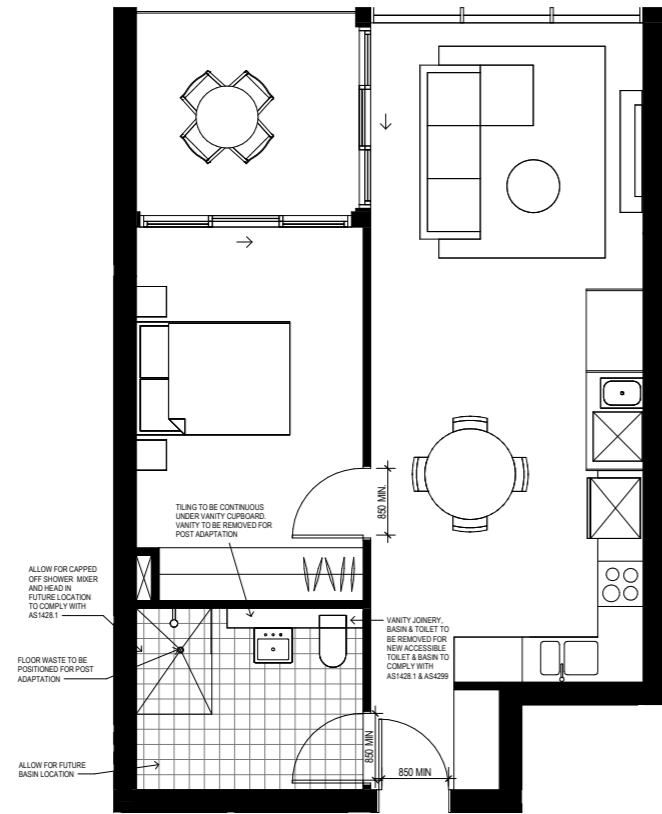 850 MIN.
TILING TO BE CONTINUOUS
UNDER VANITY CUPBOARD.
VANITY TO BE REMOVED FOR
POST ADAPTATION
ALLOW FOR CAPPED
OFF SHOWER MIXER
AND HEAD IN
FUTURE LOCATION
TO COMPLY WITH
AS1428.1
VANITY JOINERY,
BASIN & TOILET TO
BE REMOVED FOR
NEW ACCESSIBLE
TOILET & BASIN TO
COMPLY WITH
AS1428.1 & AS4299
FLOOR WASTE TO BE
POSITIONED FOR POST
ADAPTATION
ALLOW FOR FUTURE
BASIN LOCATION
850 MIN
850 MIN